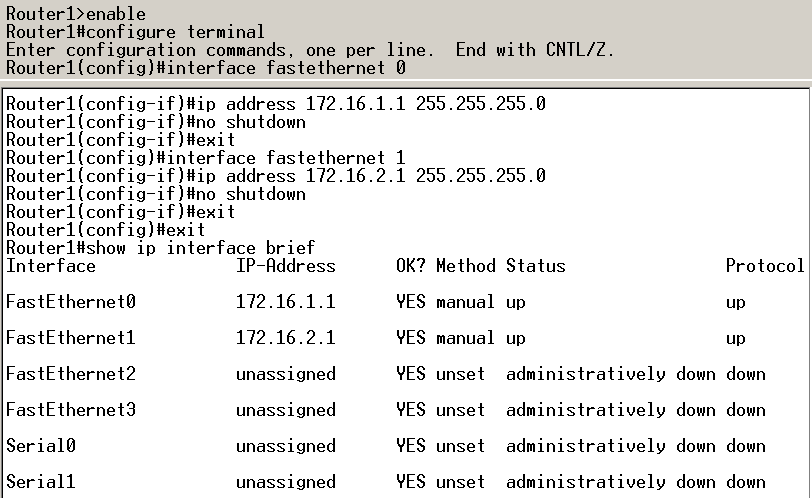 Router1>enable
Router1#configure terminal
Enter configuration commands, one per line.  End with CNTL/Z.
Router1(config)#interface fastethernet 0
Router1(config-if)#ip address 172.16.1.1 255.255.255.0
Router1(config-if)#no shutdown
Router1(config-if)#exit
Router1(config)#interface fastethernet 1
Router1(config-if)#ip address 172.16.2.1 255.255.255.0
Router1(config-if)#no shutdown
Router1(config-if)#exit
Router1(config)#exit
Router1#show ip interface brief
Interface              IP-Address      OK? Method Status                Protocol
FastEthernet0          172.16.1.1      YES manual up                    up
FastEthernet1          172.16.2.1      YES manual up                    up
FastEthernet2          unassigned      YES unset  administratively down down
FastEthernet3          unassigned      YES unset  administratively down down
Serial0                unassigned      YES unset  administratively down down
Serial1                unassigned      YES unset  administratively down down